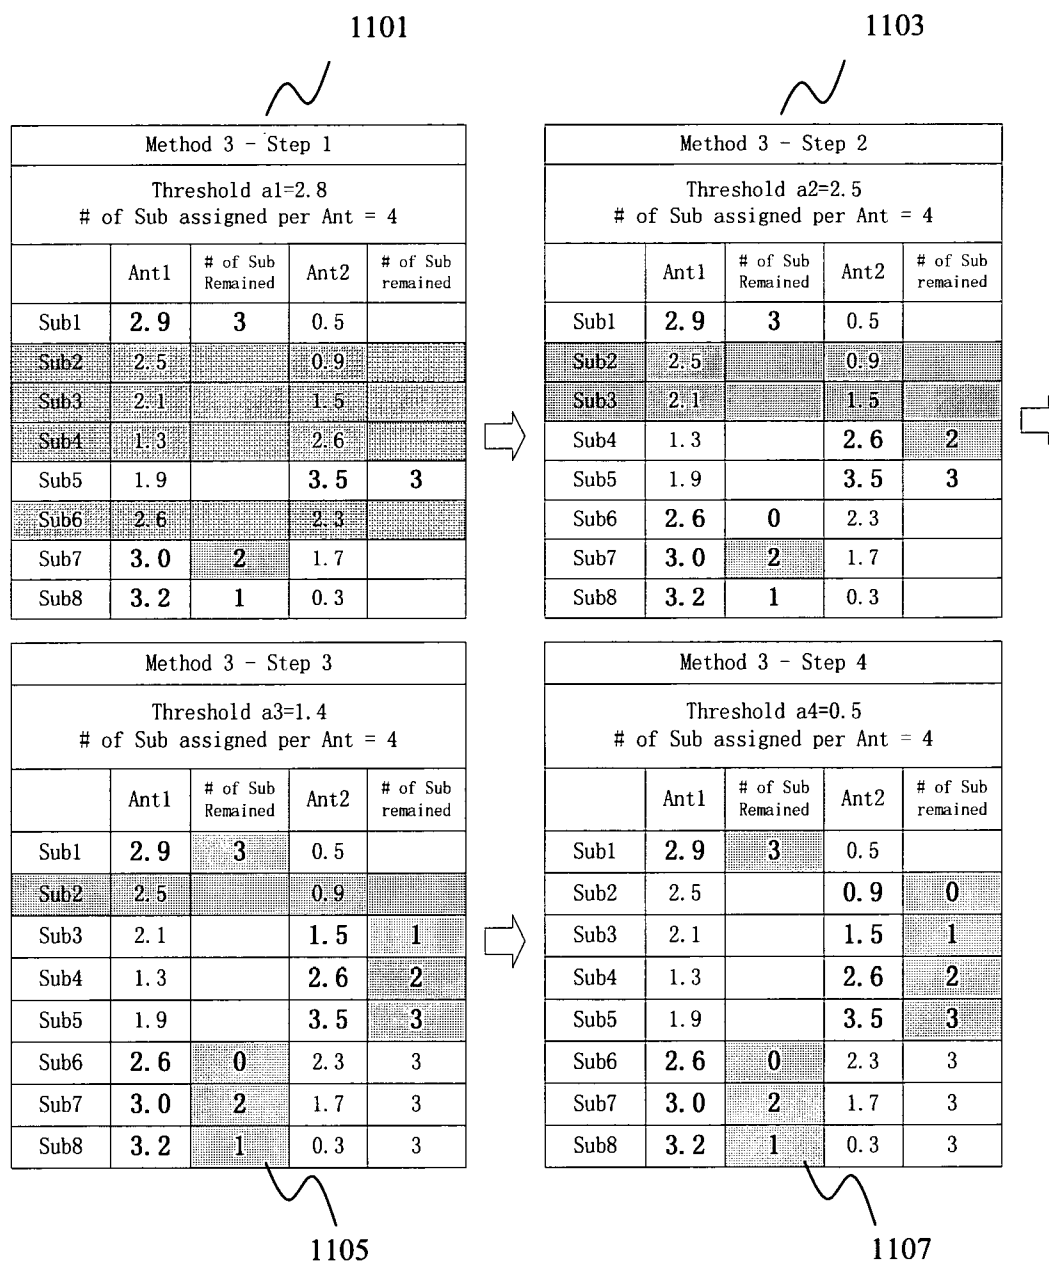 1101
1103
Method 3 - Step 1
Threshold a1=2.8
# of Sub assigned per Ant = 4
Ant1 # of Sub Remained Ant2 # of Sub remained
Sub1 2.9 3 0.5
Sub2 2.5 0.9
Sub3 2.1 1.5
Sub4 1.3 2.6
Sub5 1.9 3.5 3
Sub6 2.6 2.3
Sub7 3.0 2 1.7
Sub8 3.2 1 0.3
Method 3 - Step 2
Threshold a2=2.5
# of Sub assigned per Ant = 4
Ant1 # of Sub Remained Ant2 # of Sub remained
Sub1 2.9 3 0.5
Sub2 2.5 0.9
Sub3 2.1 1.5
Sub4 1.3 2.6 2
Sub5 1.9 3.5 3
Sub6 2.6 0 2.3
Sub7 3.0 2 1.7
Sub8 3.2 1 0.3
Method 3 - Step 3
Threshold a3=1.4
# of Sub assigned per Ant = 4
Ant1 # of Sub Remained Ant2 # of Sub remained
Sub1 2.9 3 0.5
Sub2 2.5 0.9
Sub3 2.1 1.5 1
Sub4 1.3 2.6 2
Sub5 1.9 3.5 3
Sub6 2.6 0 2.3 3
Sub7 3.0 2 1.7 3
Sub8 3.2 1 0.3 3
Method 3 - Step 4
Threshold a4=0.5
# of Sub assigned per Ant = 4
Ant1 # of Sub Remained Ant2 # of Sub remained
Sub1 2.9 3 0.5
Sub2 2.5 0.9 0
Sub3 2.1 1.5 1
Sub4 1.3 2.6 2
Sub5 1.9 3.5 3
Sub6 2.6 0 2.3 3
Sub7 3.0 2 1.7 3
Sub8 3.2 1 0.3 3
1105
1107